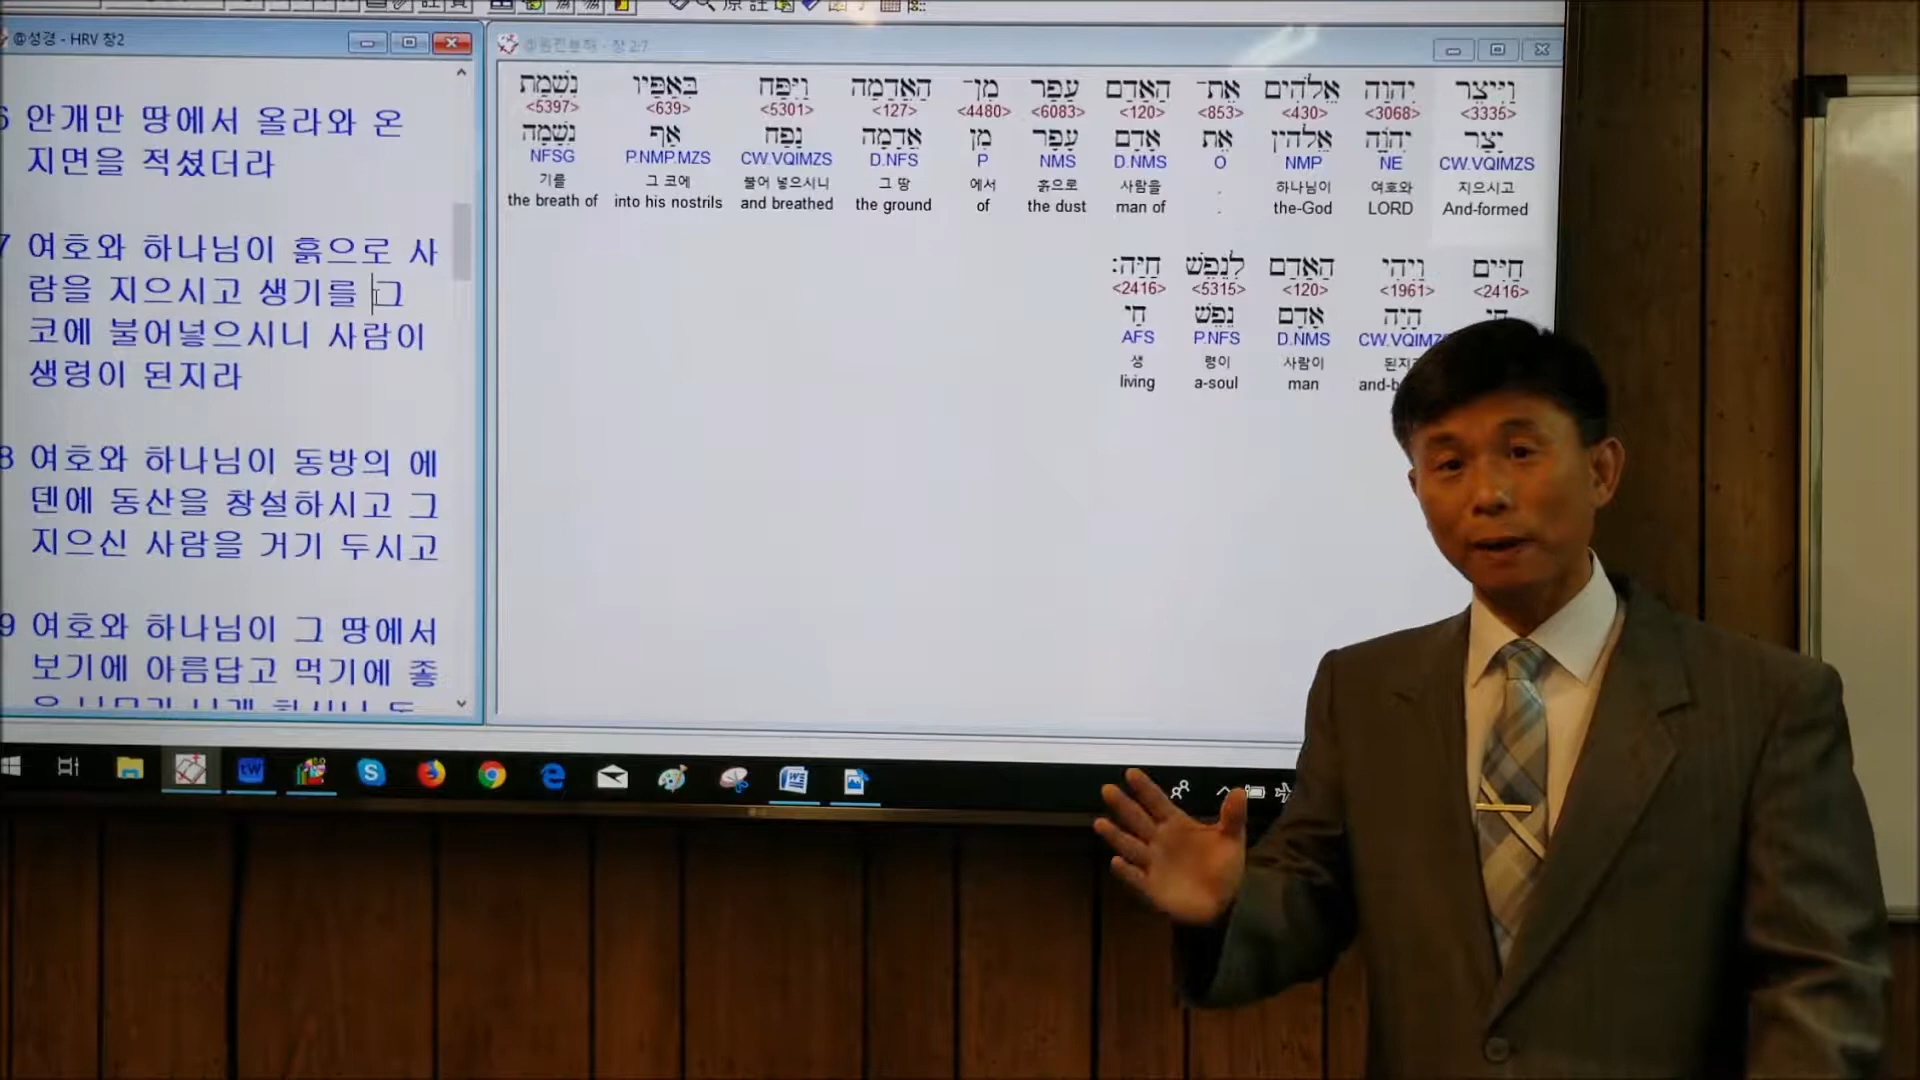 @성경 - HRV 창2
6 안개만 땅에서 올라와 온
지면을 적셨더라
7 여호와 하나님이 흙으로 사
람을 지으시고 생기를 그
코에 불어넣으시니 사람이
생령이 된지라
8 여호와 하나님이 동방의 에
덴에 동산을 창설하시고 그
지으신 사람을 거기 두시고
9 여호와 하나님이 그 땅에서
보기에 아름답고 먹기에 좋
@원전분해 - 창 2:7
וַיִּיצֶר יְהוָה אֱלֹהִים אֶת־ הָאָדָם עָפָר מִן־ הָאֲדָמָה וַיִּפַּח בְּאַפָּיו נִשְׁמַת
<5397> <639> <5301> <127> <4480> <6083> <120> <853> <430> <3068> <3335>
יָצַר יְהֹוָה אֱלֹהִין אֵת אָדָם עָפָר מִן אֲדָמָה נָפַח אַף נְשָׁמָה
NFSG P.NMP.MZS CW.VQIMZS D.NFS P NMS D.NMS O NMP NE CW.VQIMZS
기를 그 코에 불어 넣으시니 그 땅 에서 흙으로 사람을 . 하나님이 여호와 지으시고
the breath of into his nostrils and breathed the ground of the dust man of . the-God LORD And-formed
חַיִּים וַיְהִי הָאָדָם לְנֶפֶשׁ חַיָּה׃
<2416> <5315> <120> <1961> <2416>
הָיָה אָדָם נֶפֶשׁ חַי
AFS P.NFS D.NMS CW.VQIMZ
생 령이 사람이 된지
living a-soul man